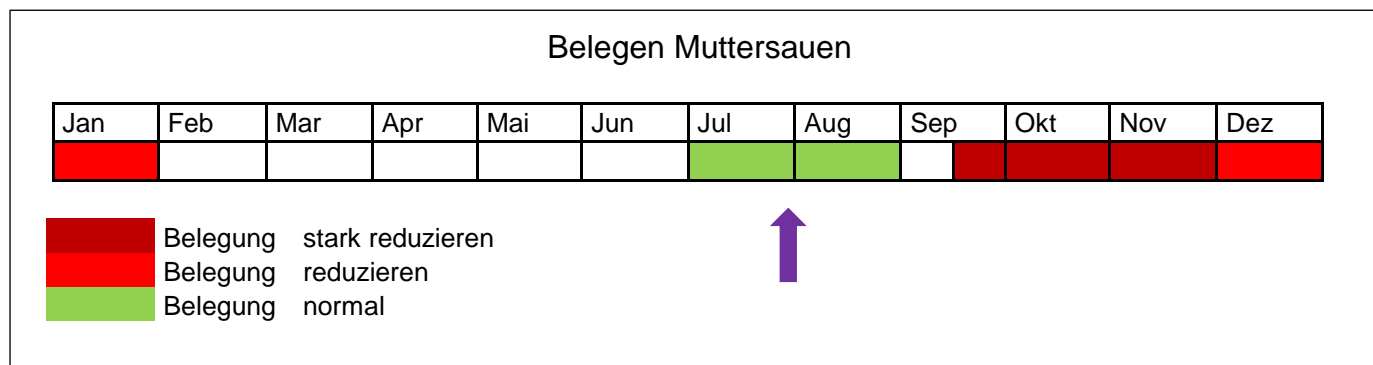 Belegen Muttersauen
Jan Feb Mar Apr Mai Jun Jul Aug Sep Okt Nov Dez
Belegung stark reduzieren
Belegung reduzieren
Belegung normal